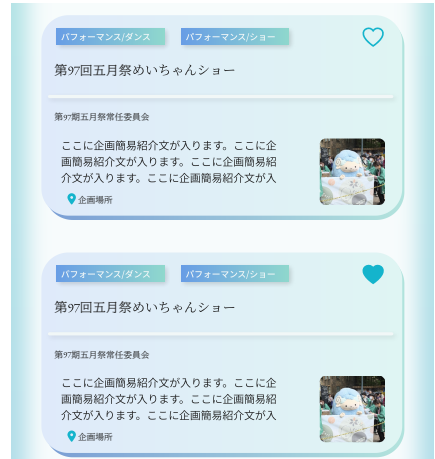 パフォーマンス/ダンス
パフォーマンス/ショー
第97回五月祭めいちゃんショー
第97期五月祭常任委員会
ここに企画簡易紹介文が入ります。ここに企
画簡易紹介文が入ります。ここに企画簡易紹
介文が入ります。ここに企画簡易紹介文が入
企画場所
パフォーマンス/ダンス
パフォーマンス/ショー
第97回五月祭めいちゃんショー
第97期五月祭常任委員会
ここに企画簡易紹介文が入ります。ここに企
画簡易紹介文が入ります。ここに企画簡易紹
介文が入ります。ここに企画簡易紹介文が入
企画場所